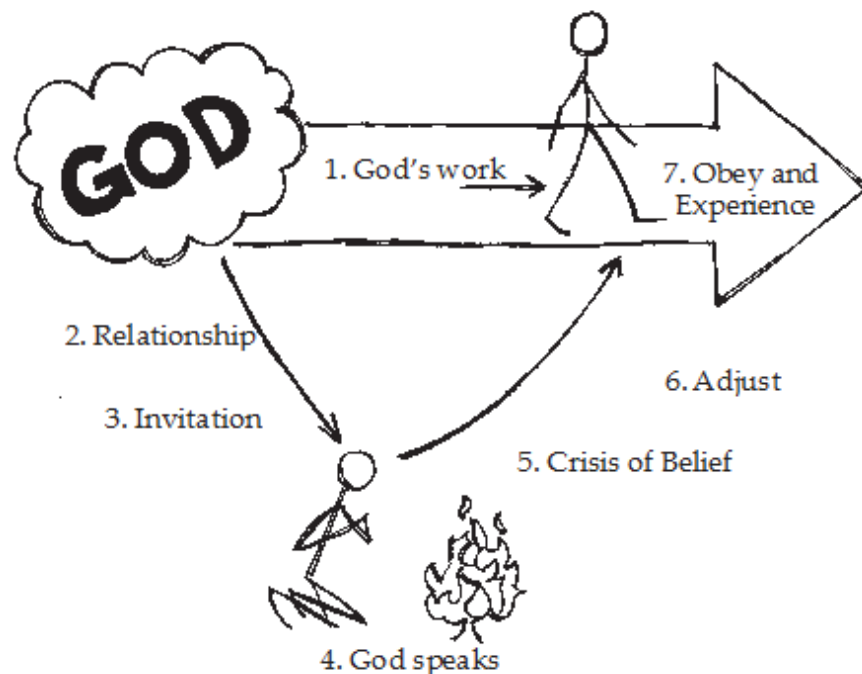 GOD
1. God's work
7. Obey and
Experience
2. Relationship
3. Invitation
6. Adjust
5. Crisis of Belief
4. God speaks